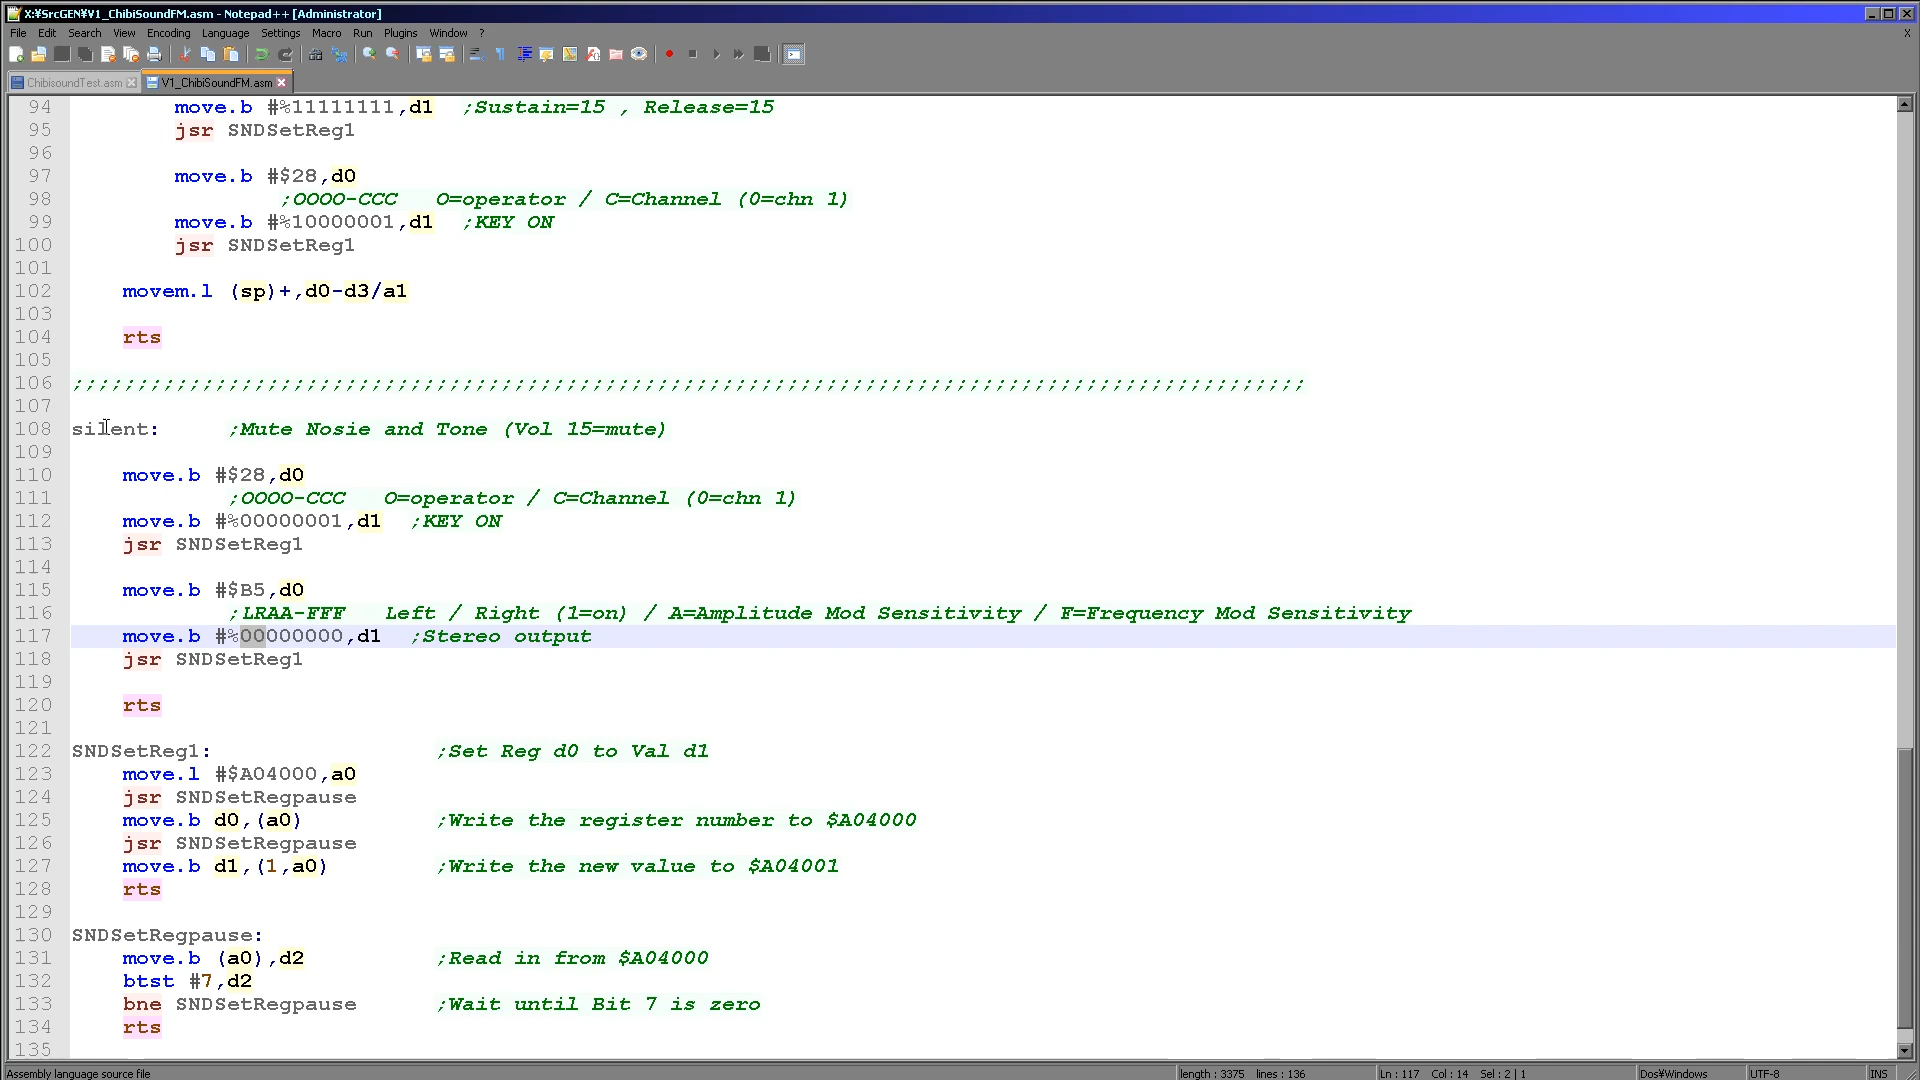 X:¥SrcGEN¥V1_ChibiSoundFM.asm - Notepad++ [Administrator]
File Edit Search View Encoding Language Settings Macro Run Plugins Window ? X
ChibisoundTest.asm V1_ChibiSoundFM.asm
94 move.b #%11111111,d1 ;Sustain=15 , Release=15
95 jsr SNDSetReg1
96
97 move.b #$28,d0
98 ;OOOO-CCC O=operator / C=Channel (0=chn 1)
99 move.b #%10000001,d1 ;KEY ON
100 jsr SNDSetReg1
101
102 movem.l (sp)+,d0-d3/a1
103
104 rts
105
106 ;;;;;;;;;;;;;;;;;;;;;;;;;;;;;;;;;;;;;;;;;;;;;;;;;;;;;;;;;;;;;;;;;;;;;;;;;;;;;;;;;;;;;;;;;;;;;;;
107
108 silent: ;Mute Nosie and Tone (Vol 15=mute)
109
110 move.b #$28,d0
111 ;OOOO-CCC O=operator / C=Channel (0=chn 1)
112 move.b #%00000001,d1 ;KEY ON
113 jsr SNDSetReg1
114
115 move.b #$B5,d0
116 ;LRAA-FFF Left / Right (1=on) / A=Amplitude Mod Sensitivity / F=Frequency Mod Sensitivity
117 move.b #%00000000,d1 ;Stereo output
118 jsr SNDSetReg1
119
120 rts
121
122 SNDSetReg1: ;Set Reg d0 to Val d1
123 move.l #$A04000,a0
124 jsr SNDSetRegpause
125 move.b d0,(a0) ;Write the register number to $A04000
126 jsr SNDSetRegpause
127 move.b d1,(1,a0) ;Write the new value to $A04001
128 rts
129
130 SNDSetRegpause:
131 move.b (a0),d2 ;Read in from $A04000
132 btst #7,d2
133 bne SNDSetRegpause ;Wait until Bit 7 is zero
134 rts
135
Assembly language source file length : 3375 lines : 136 Ln : 117 Col : 14 Sel : 2 | 1 Dos¥Windows UTF-8 INS